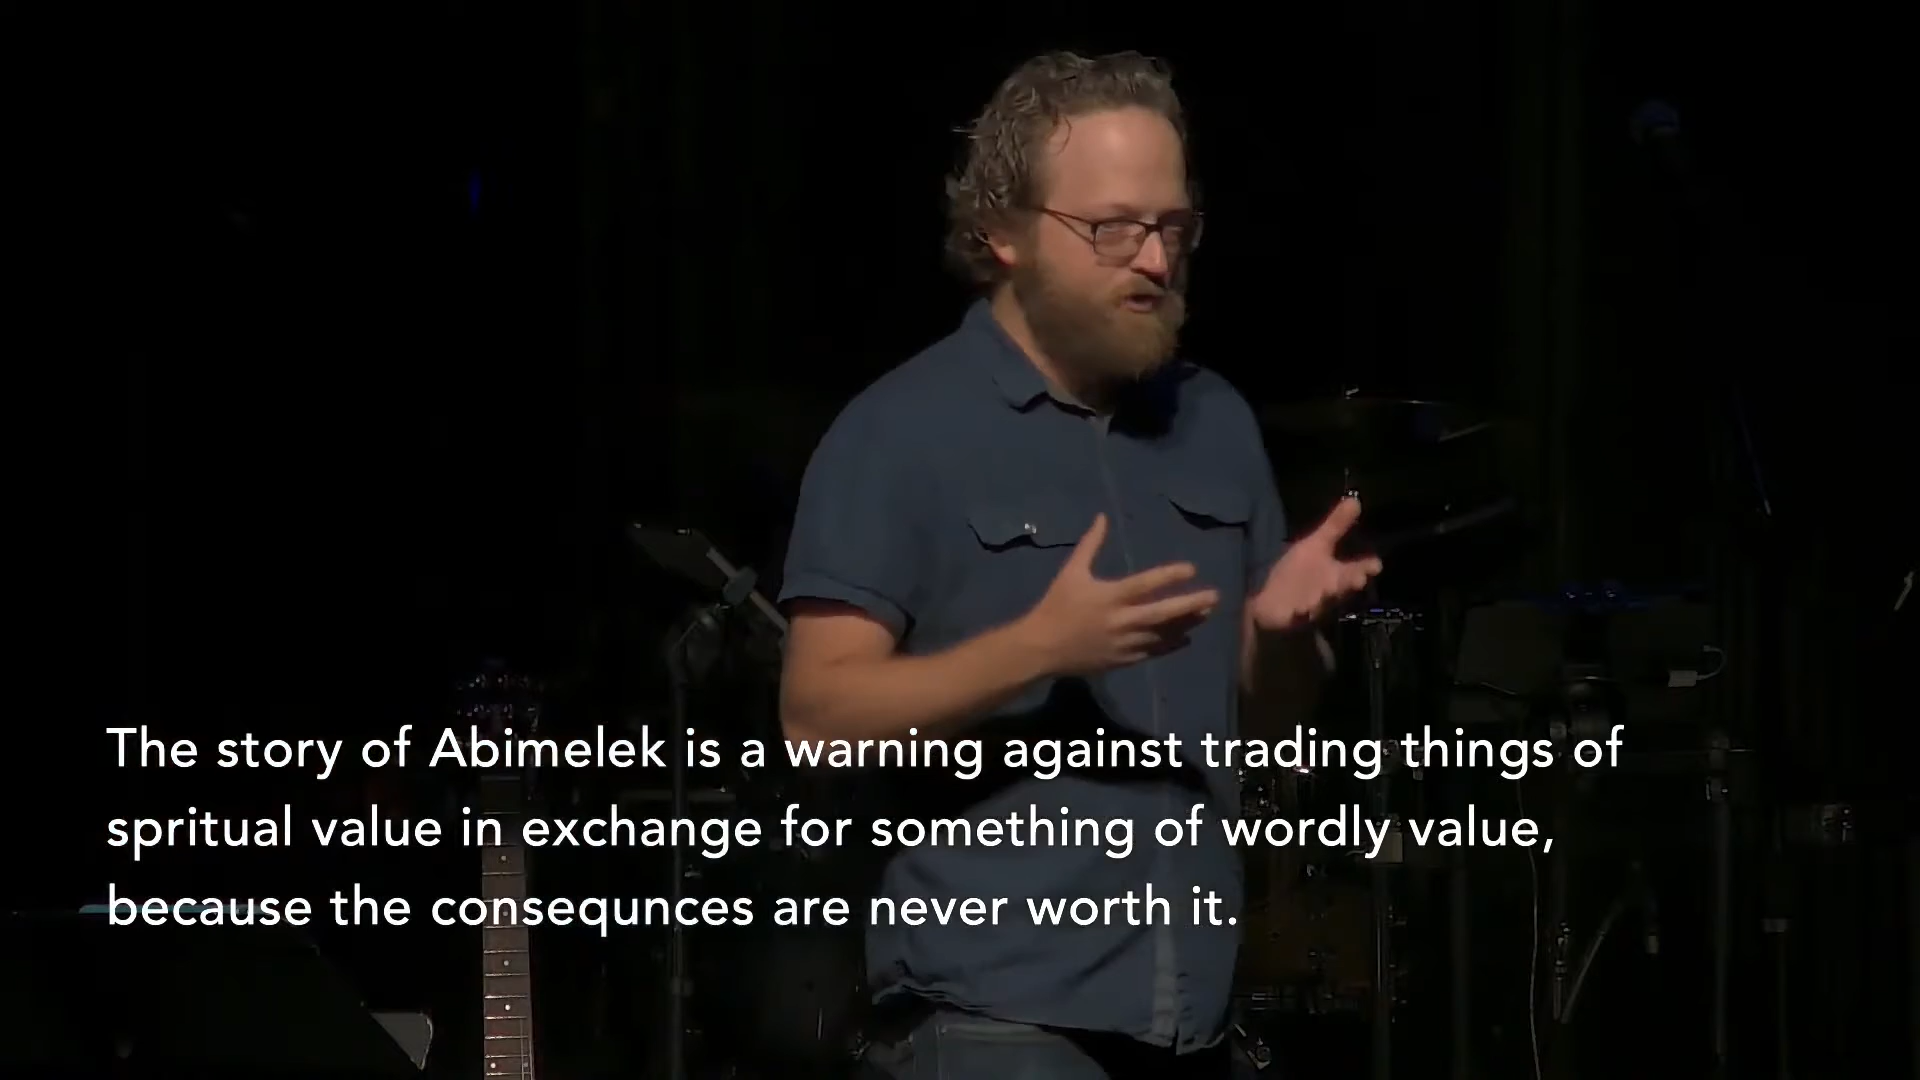 The story of Abimelek is a warning against trading things of
spritual value in exchange for something of wordly value,
because the consequnces are never worth it.